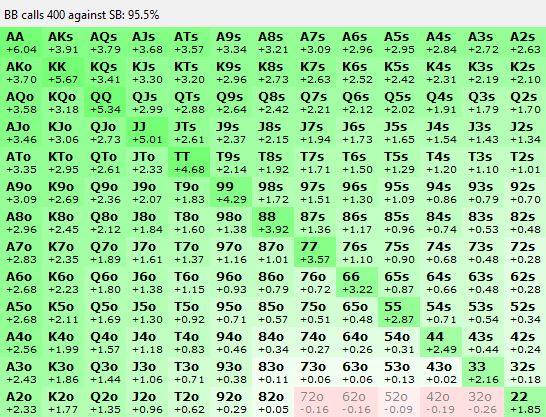 BB calls 400 against SB: 95.5%
AA AKs AQs AJs ATs A9s A8s A7s A6s A5s A4s A3s A2s
+6.04 +3.91 +3.79 +3.68 +3.57 +3.34 +3.21 +3.09 +2.96 +2.95 +2.84 +2.72 +2.63
AKo KK KQs KJs KTs K9s K8s K7s K6s K5s K4s K3s K2s
+3.70 +5.67 +3.41 +3.30 +3.20 +2.96 +2.73 +2.63 +2.52 +2.42 +2.31 +2.19 +2.10
AQo KQo QQ QJs QTs Q9s Q8s Q7s Q6s Q5s Q4s Q3s Q2s
+3.58 +3.18 +5.34 +2.99 +2.88 +2.64 +2.42 +2.21 +2.12 +2.02 +1.91 +1.79 +1.70
AJo KJo QJo JJ JTs J9s J8s J7s J6s J5s J4s J3s J2s
+3.46 +3.06 +2.73 +5.01 +2.61 +2.37 +2.15 +1.94 +1.73 +1.65 +1.54 +1.43 +1.34
ATo KTo QTo JTo TT T9s T8s T7s T6s T5s T4s T3s T2s
+3.35 +2.95 +2.61 +2.33 +4.68 +2.14 +1.92 +1.71 +1.50 +1.29 +1.20 +1.10 +1.01
A9o K9o Q9o J9o T9o 99 98s 97s 96s 95s 94s 93s 92s
+3.09 +2.69 +2.36 +2.07 +1.83 +4.29 +1.72 +1.51 +1.30 +1.09 +0.86 +0.79 +0.70
A8o K8o Q8o J8o T8o 98o 88 87s 86s 85s 84s 83s 82s
+2.96 +2.45 +2.12 +1.84 +1.60 +1.38 +3.92 +1.36 +1.17 +0.96 +0.74 +0.53 +0.48
A7o K7o Q7o J7o T7o 97o 87o 77 76s 75s 74s 73s 72s
+2.83 +2.35 +1.89 +1.61 +1.37 +1.16 +1.01 +3.57 +1.10 +0.90 +0.68 +0.48 +0.28
A6o K6o Q6o J6o T6o 96o 86o 76o 66 65s 64s 63s 62s
+2.68 +2.23 +1.80 +1.38 +1.15 +0.93 +0.79 +0.72 +3.22 +0.87 +0.66 +0.48 +0.28
A5o K5o Q5o J5o T5o 95o 85o 75o 65o 55 54s 53s 52s
+2.68 +2.11 +1.69 +1.30 +0.92 +0.71 +0.57 +0.51 +0.48 +2.87 +0.71 +0.54 +0.34
A4o K4o Q4o J4o T4o 94o 84o 74o 64o 54o 44 43s 42s
+2.56 +1.99 +1.57 +1.18 +0.83 +0.46 +0.34 +0.27 +0.26 +0.31 +2.49 +0.44 +0.24
A3o K3o Q3o J3o T3o 93o 83o 73o 63o 53o 43o 33 32s
+2.43 +1.86 +1.44 +1.06 +0.71 +0.38 +0.11 +0.06 +0.06 +0.13 +0.02 +2.16 +0.18
A2o K2o Q2o J2o T2o 92o 82o 72o 62o 52o 42o 32o 22
+2.33 +1.77 +1.35 +0.96 +0.62 +0.29 +0.05 -0.16 -0.16 -0.09 -0.19 -0.26 +1.85